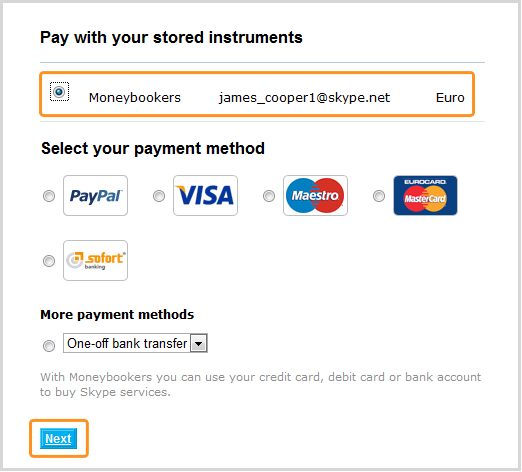 Pay with your stored instruments
Moneybookers james_cooper1@skype.net Euro
Select your payment method
PayPal VISA Maestro EUROCARD MasterCard
sofort banking
More payment methods
One-off bank transfer
With Moneybookers you can use your credit card, debit card or bank account
to buy Skype services.
Next